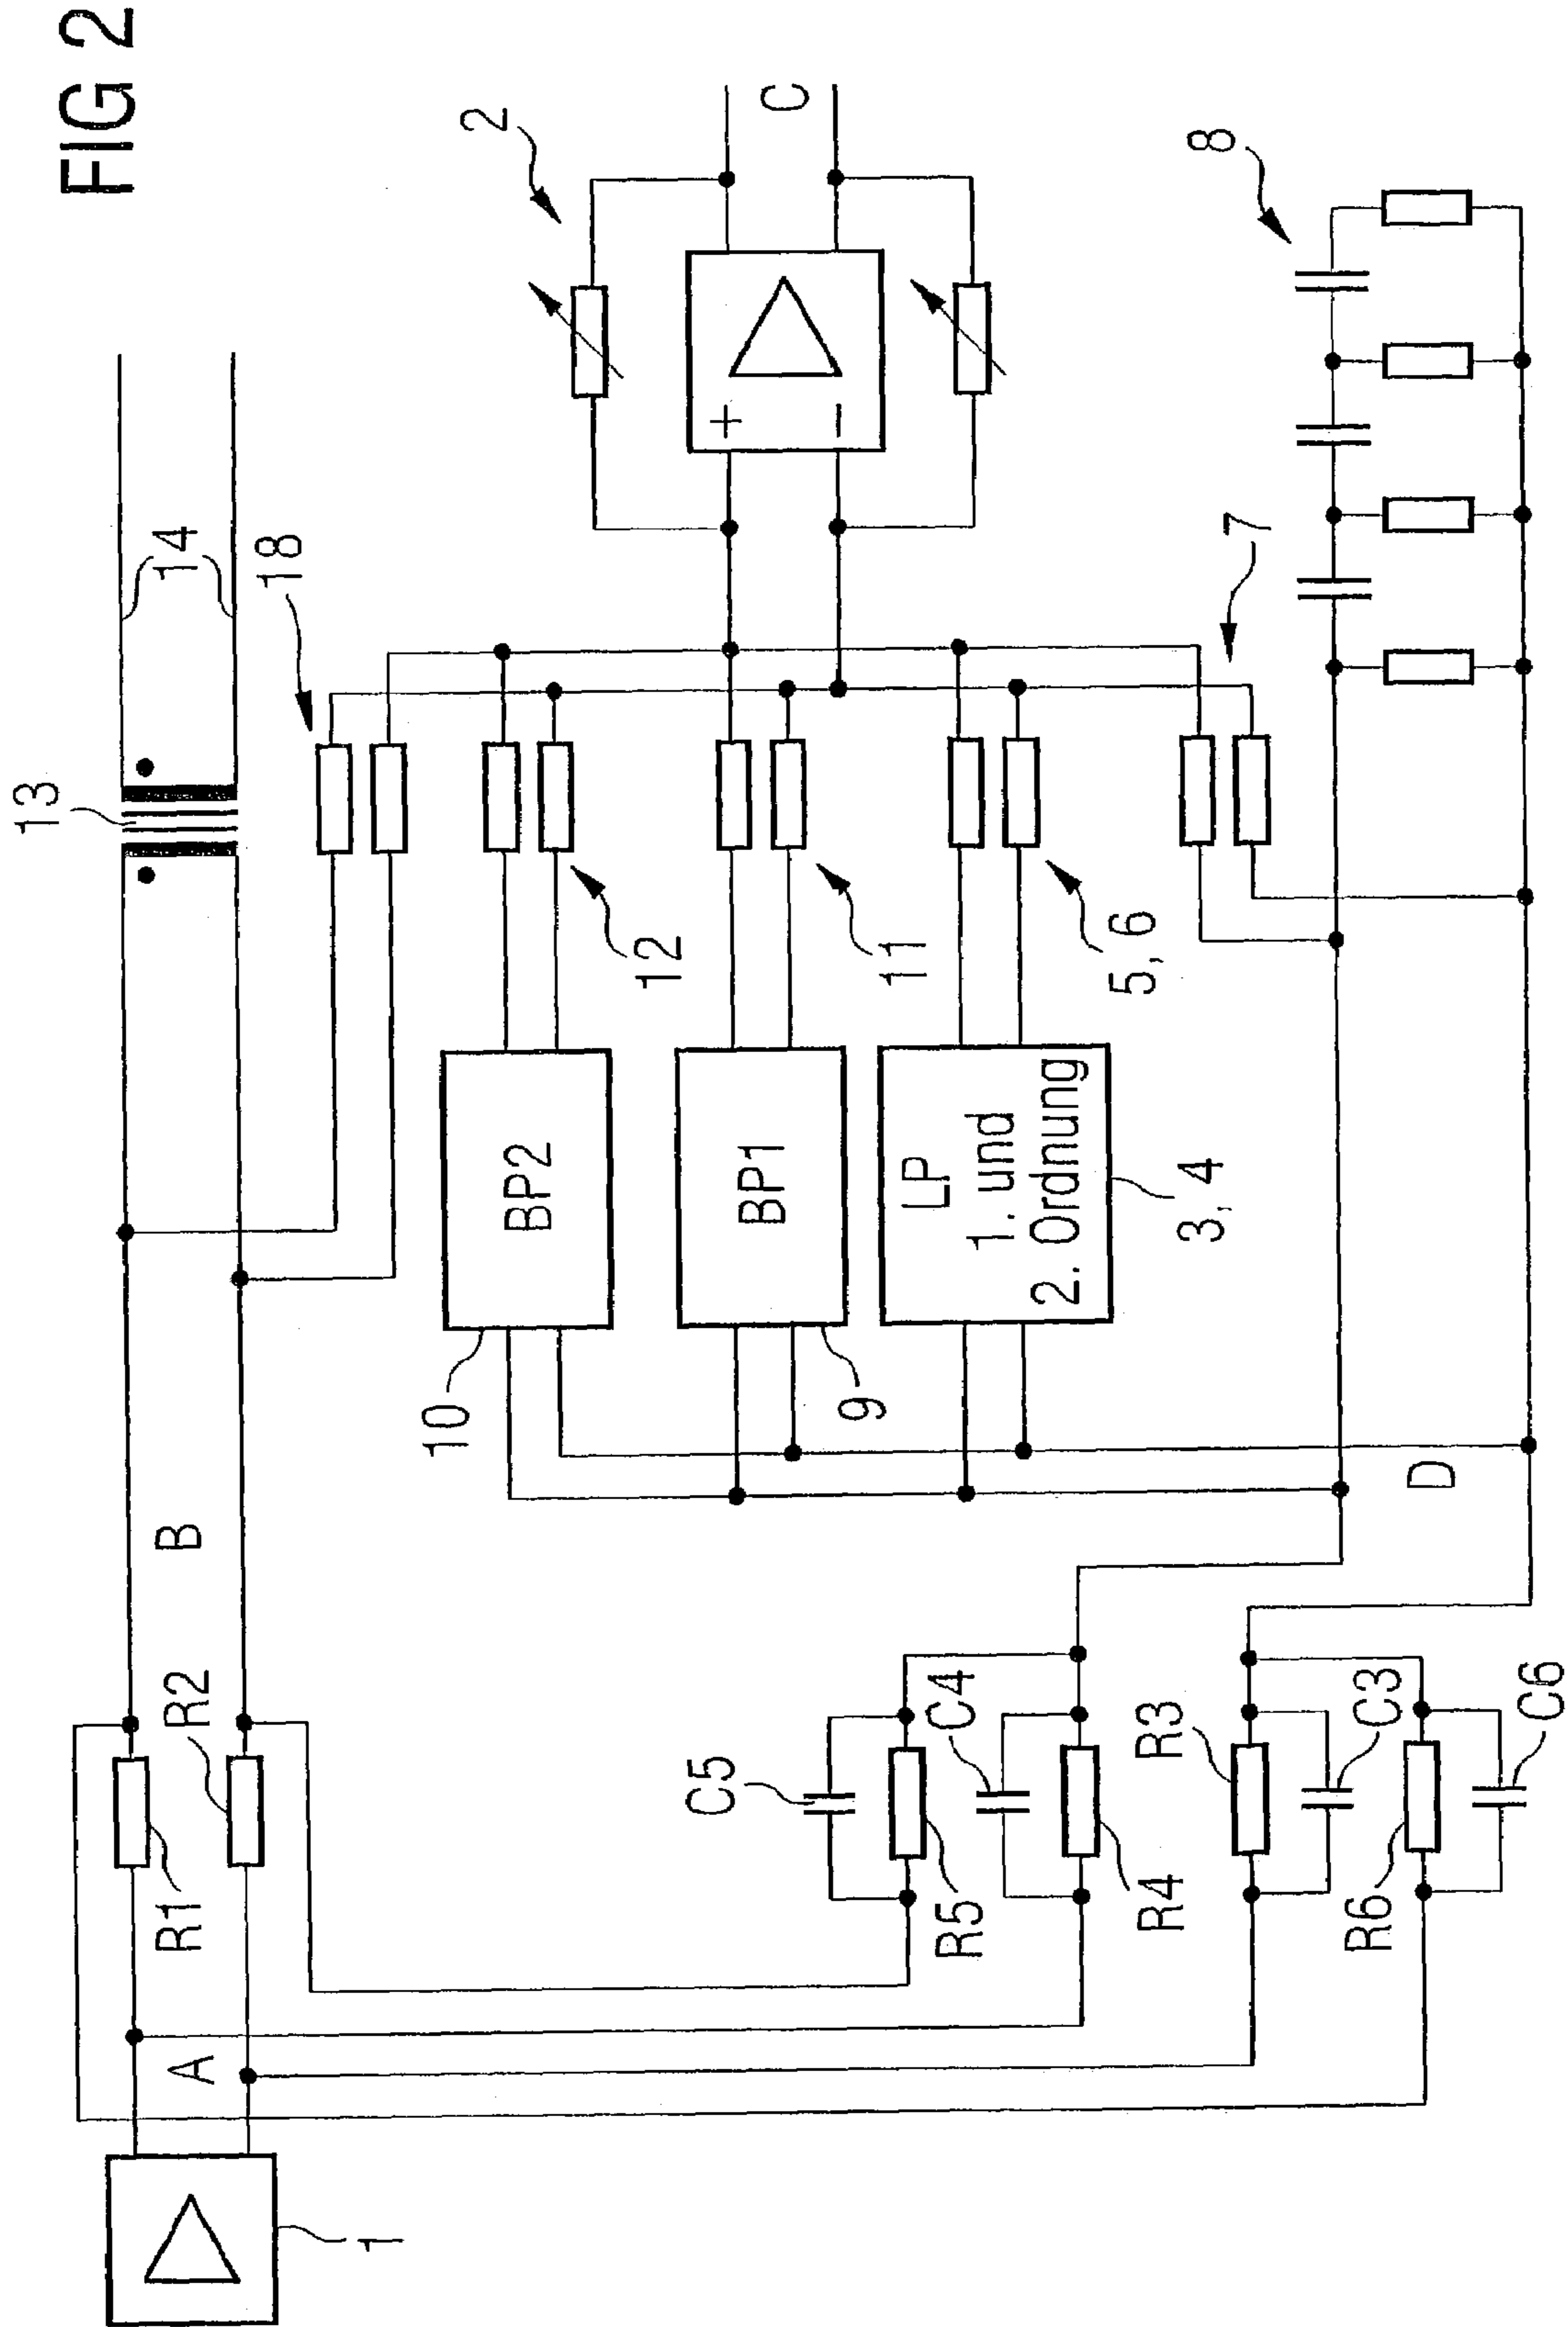 FIG 2
13
14
18
2
C
B
R2
R1
A
1
10
BP2
12
BP1
9
11
LP
1. und
2. Ordnung
3, 4
5, 6
7
8
D
C5
R5
C4
R4
R3
C3
R6
C6
+
−